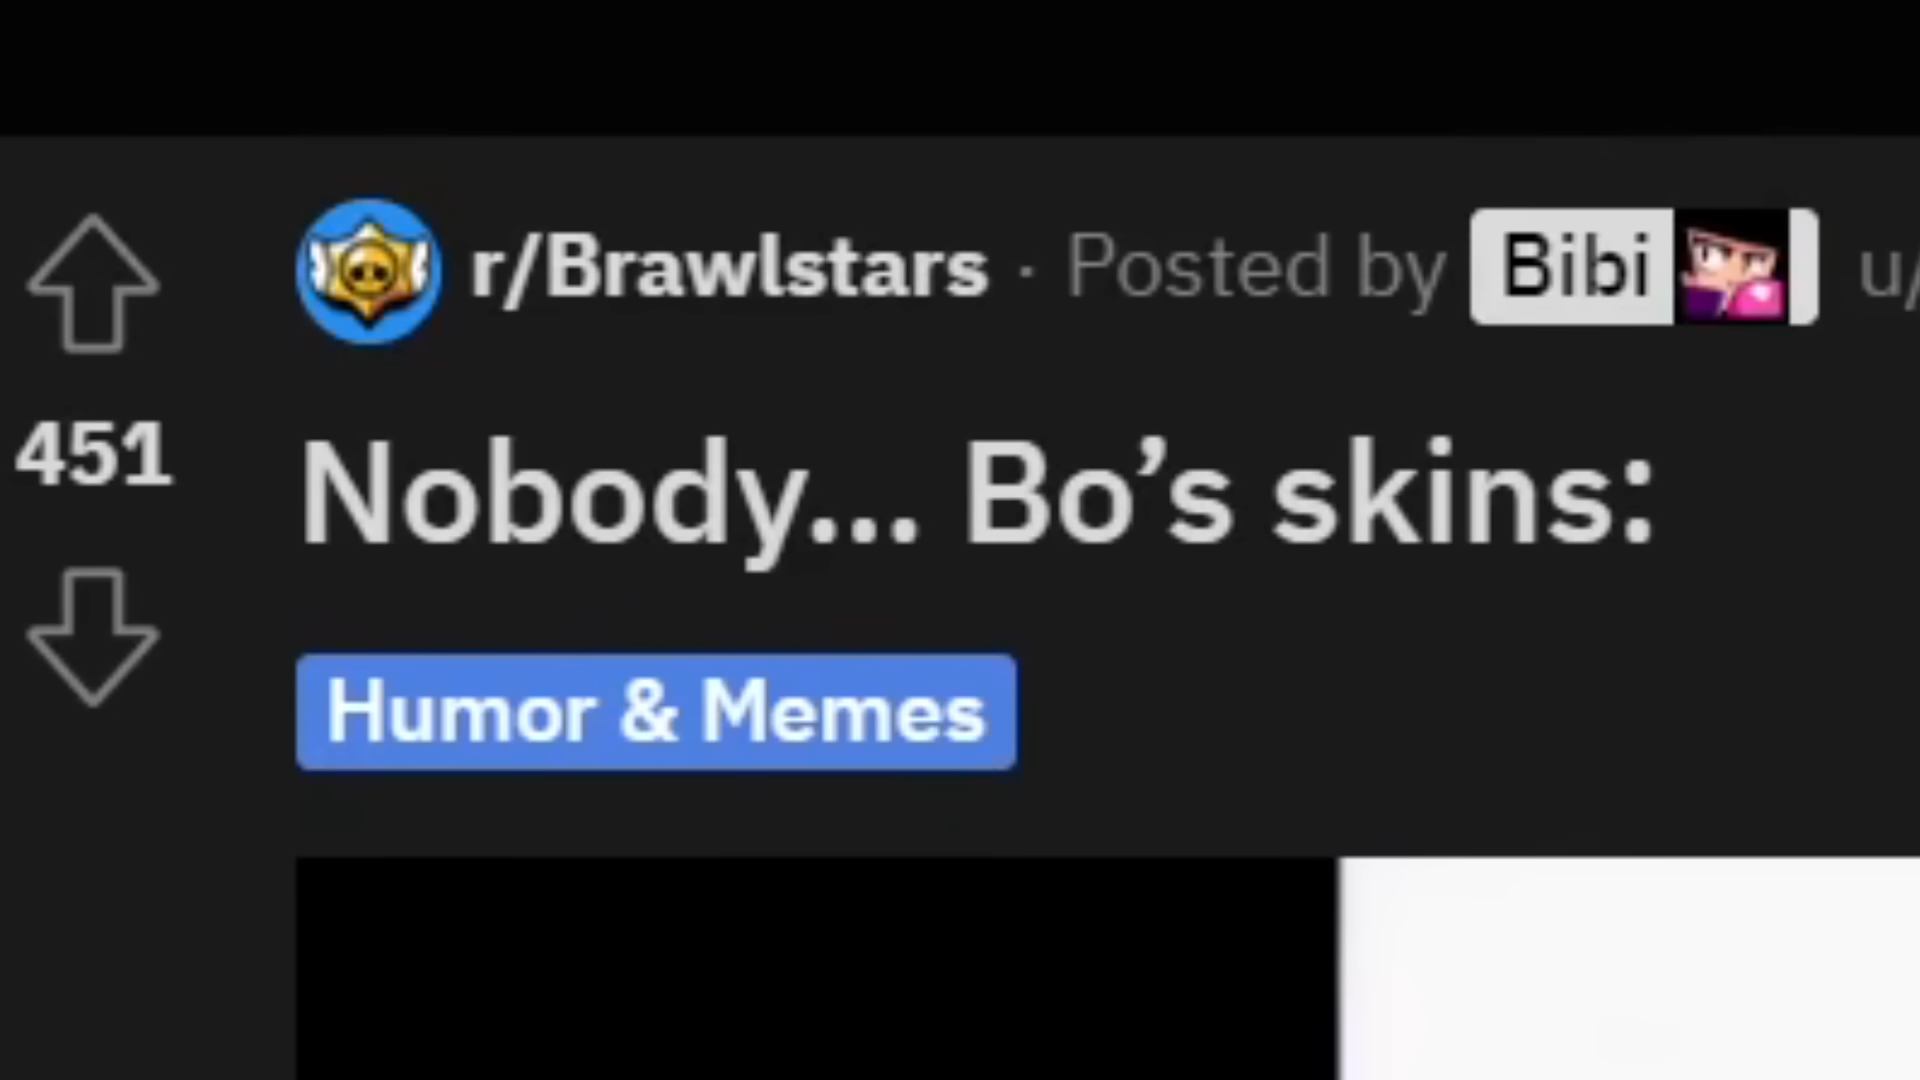 r/Brawlstars · Posted by Bibi u/
451
Nobody... Bo’s skins:
Humor & Memes